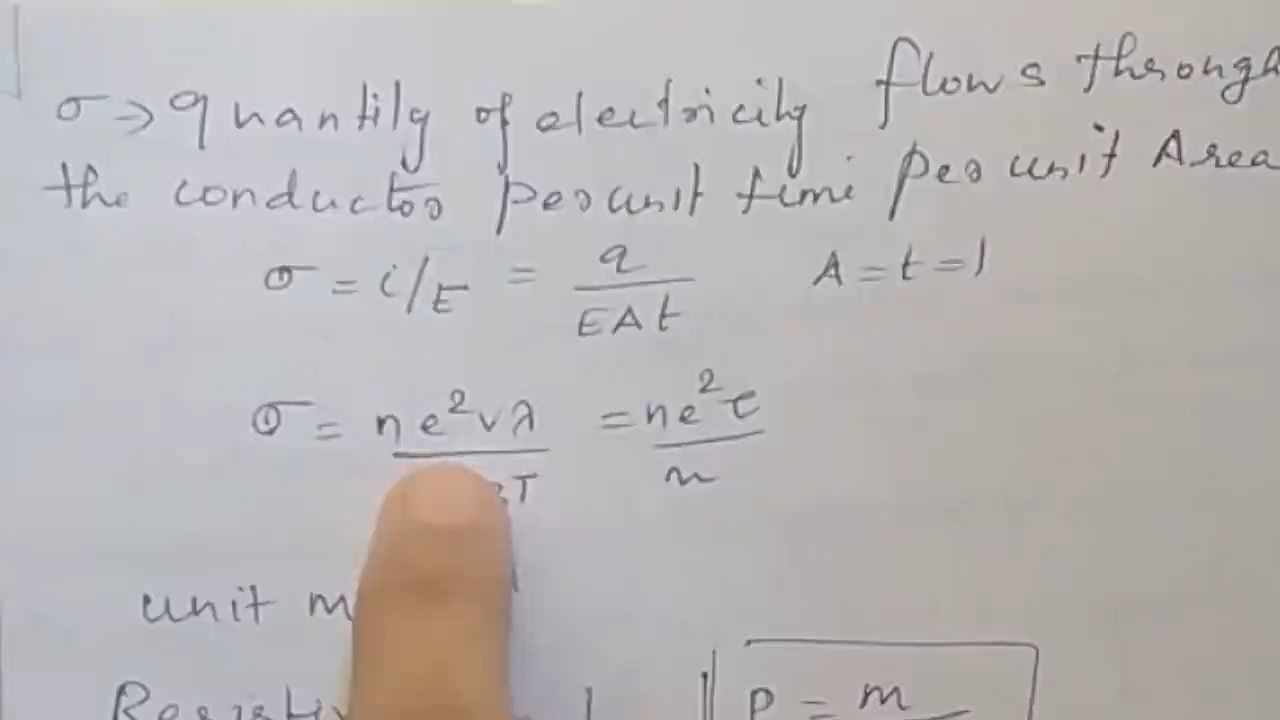 σ → quantity of electricity flows through
the conductor per unit time per unit Area
σ = i/E = q/EAt A = t = 1
σ = ne²vλ/ = ne²τ/m
unit
ρ = m